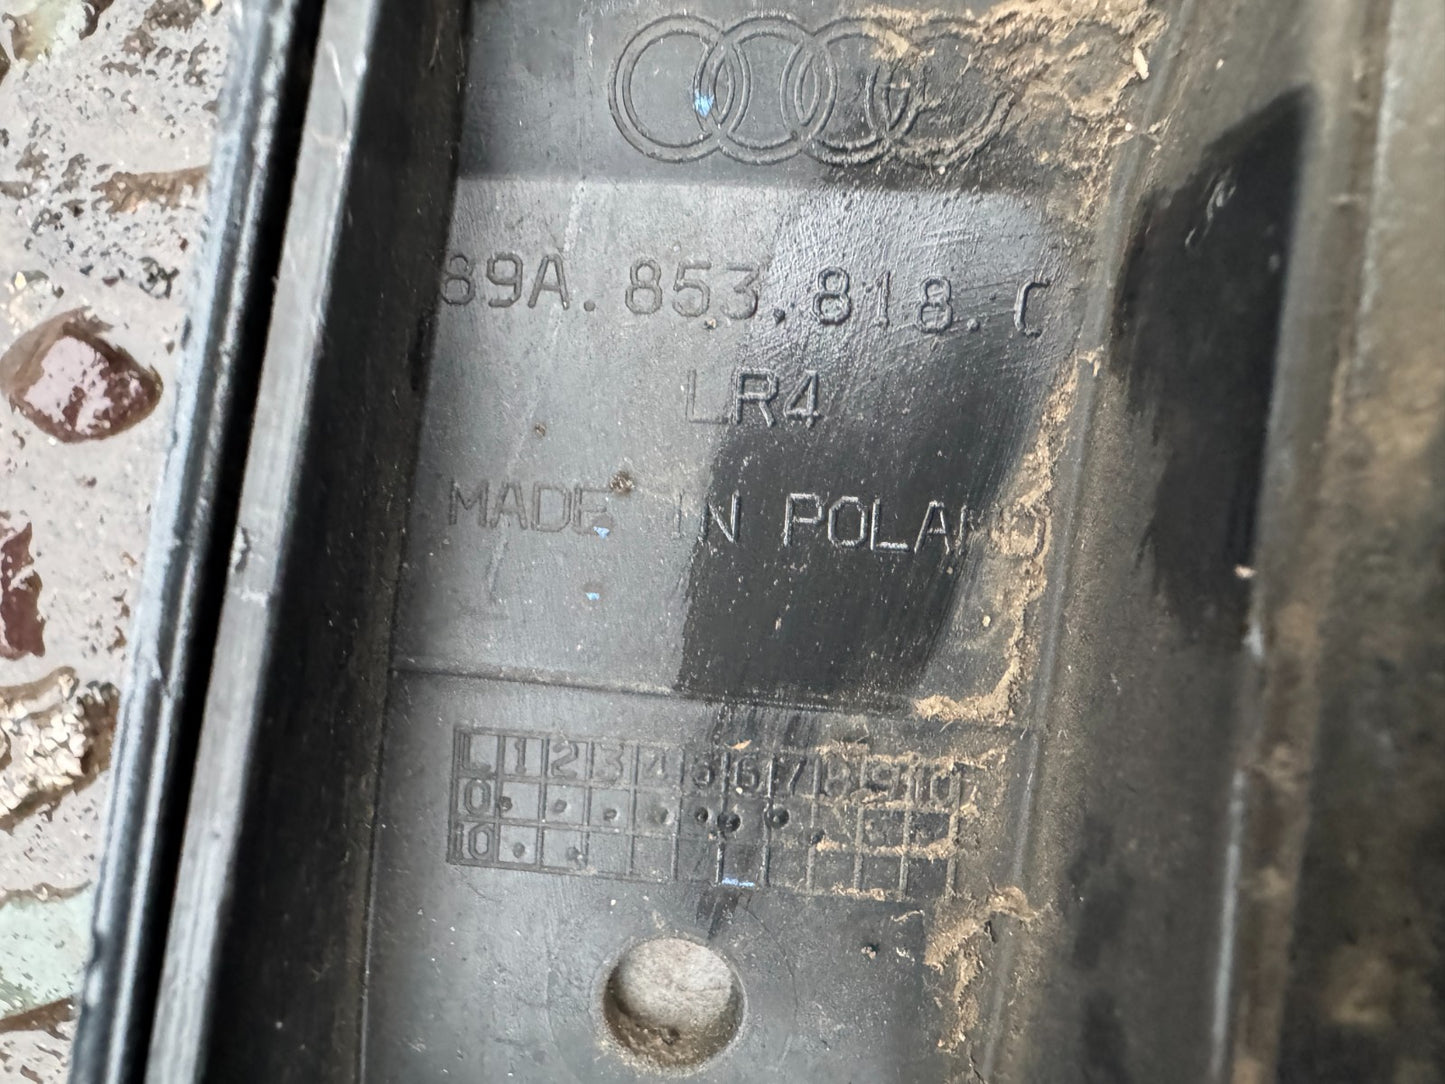 89A.853.818.C
LR4
MADE IN POLAND
L 1 2 3 4 5 6 7 8 9 10
0
10